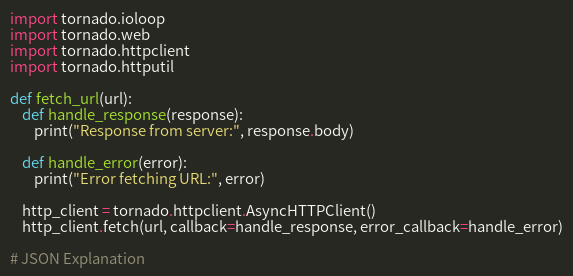 import tornado.ioloop
import tornado.web
import tornado.httpclient
import tornado.httputil

def fetch_url(url):
    def handle_response(response):
        print("Response from server:", response.body)

    def handle_error(error):
        print("Error fetching URL:", error)

    http_client = tornado.httpclient.AsyncHTTPClient()
    http_client.fetch(url, callback=handle_response, error_callback=handle_error)

# JSON Explanation